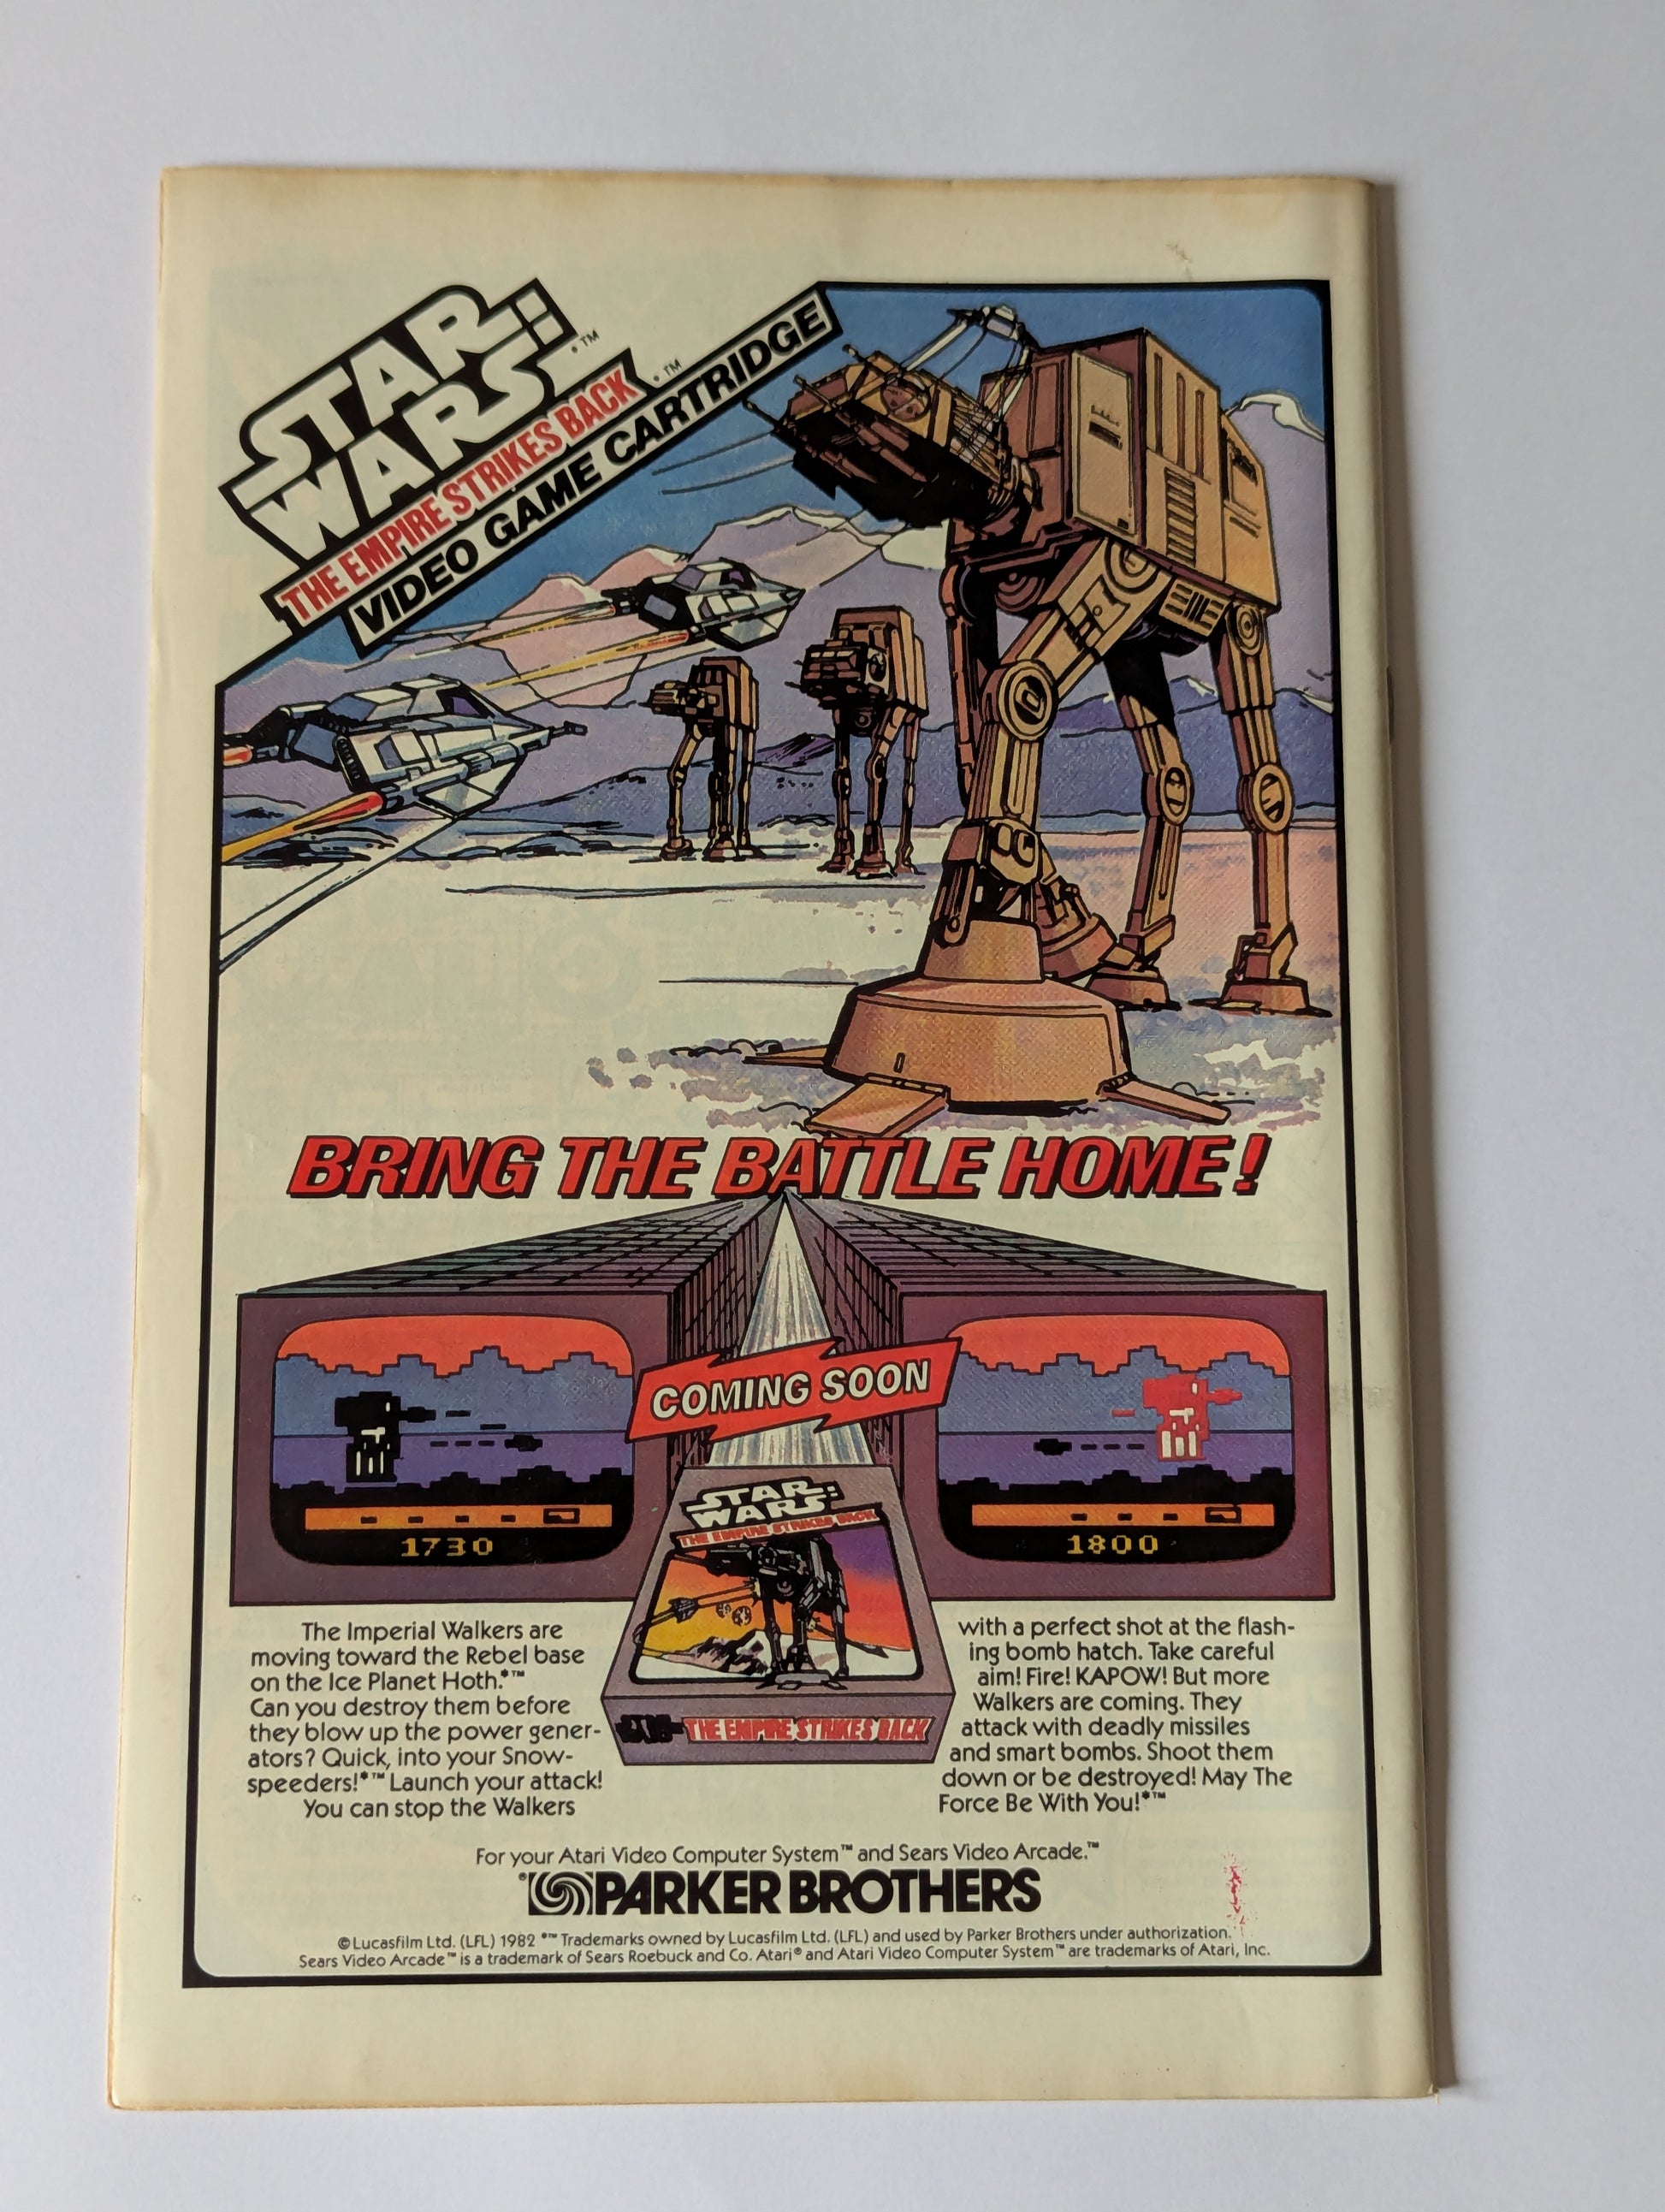 STAR
WARS™
THE EMPIRE STRIKES BACK™
VIDEO GAME CARTRIDGE
BRING THE BATTLE HOME!
COMING SOON
1730
1800
STAR
WARS
THE EMPIRE STRIKES BACK
THE EMPIRE STRIKES BACK
The Imperial Walkers are
moving toward the Rebel base
on the Ice Planet Hoth.*™
Can you destroy them before
they blow up the power gener-
ators? Quick, into your Snow-
speeders!*™ Launch your attack!
You can stop the Walkers
with a perfect shot at the flash-
ing bomb hatch. Take careful
aim! Fire! KAPOW! But more
Walkers are coming. They
attack with deadly missiles
and smart bombs. Shoot them
down or be destroyed! May The
Force Be With You!*™
For your Atari Video Computer System™ and Sears Video Arcade.™
® PARKER BROTHERS
© Lucasfilm Ltd. (LFL) 1982 *™ Trademarks owned by Lucasfilm Ltd. (LFL) and used by Parker Brothers under authorization.
Sears Video Arcade™ is a trademark of Sears Roebuck and Co. Atari® and Atari Video Computer System™ are trademarks of Atari, Inc.